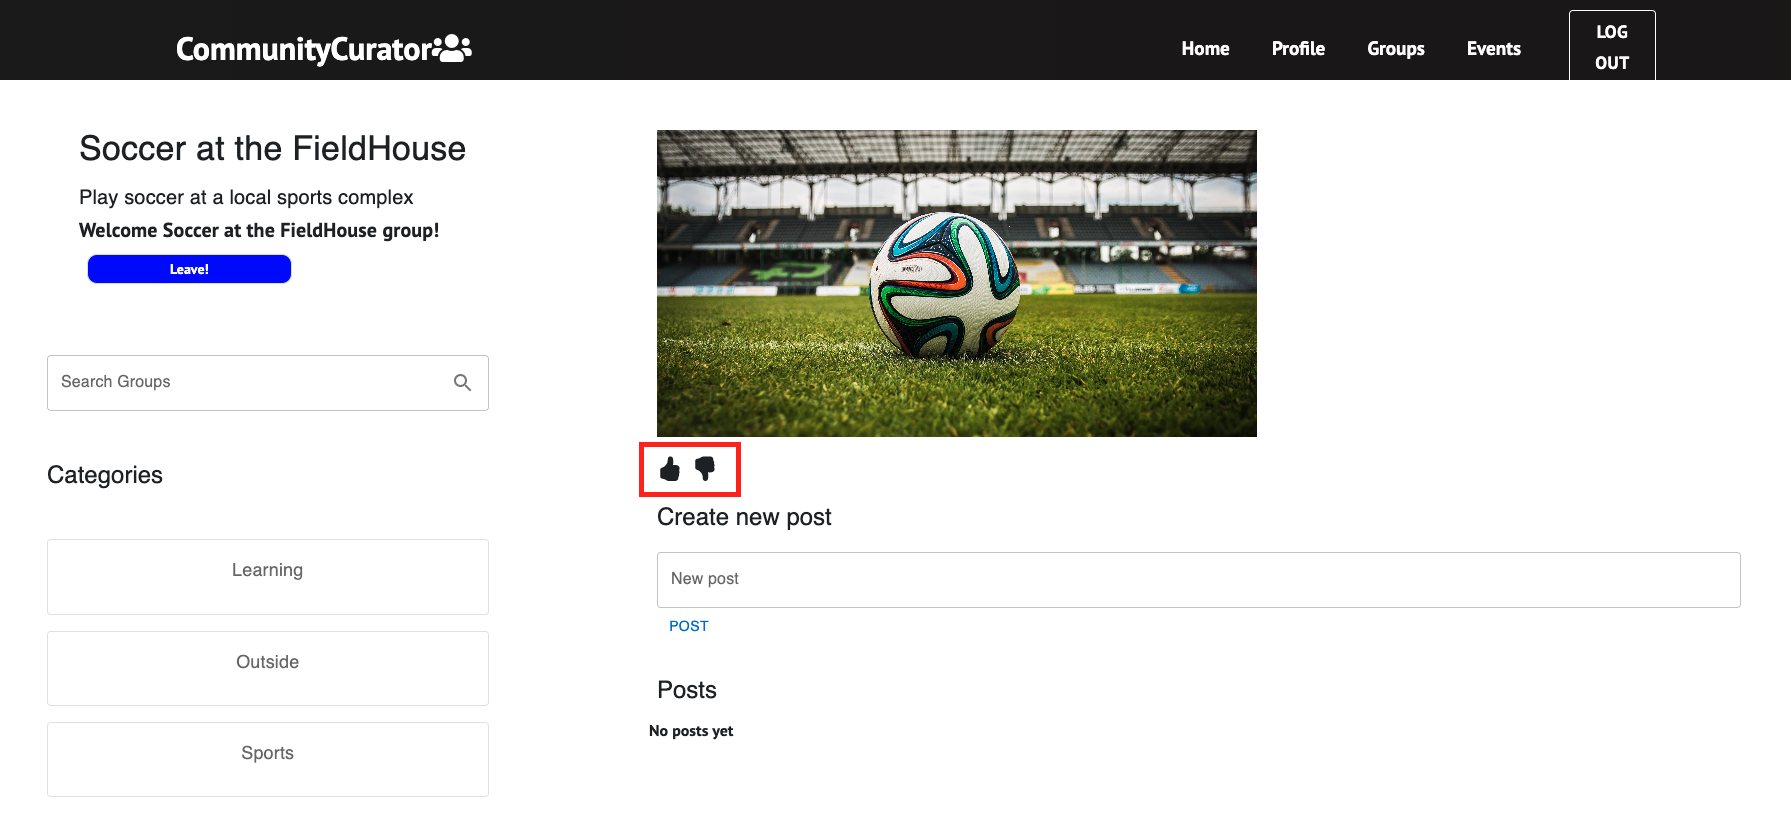 CommunityCurator
Home
Profile
Groups
Events
LOG
OUT
Soccer at the FieldHouse
Play soccer at a local sports complex
Welcome Soccer at the FieldHouse group!
Leave!
Search Groups
Categories
Learning
Outside
Sports
Create new post
New post
POST
Posts
No posts yet